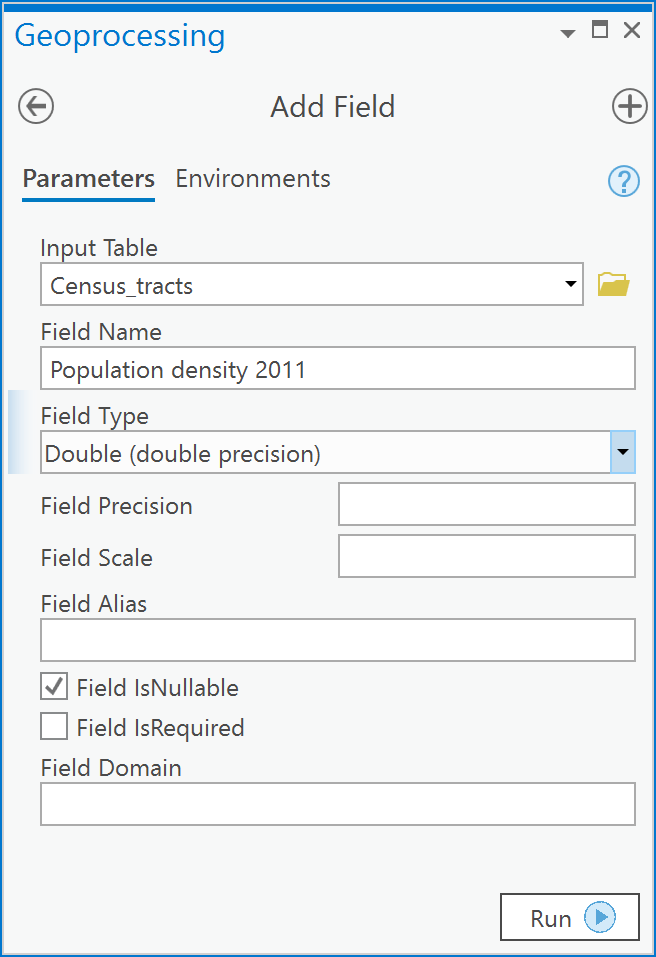 Geoprocessing
Add Field
Parameters Environments
?
Input Table
Census_tracts
Field Name
Population density 2011
Field Type
Double (double precision)
Field Precision
Field Scale
Field Alias
Field IsNullable
Field IsRequired
Field Domain
Run